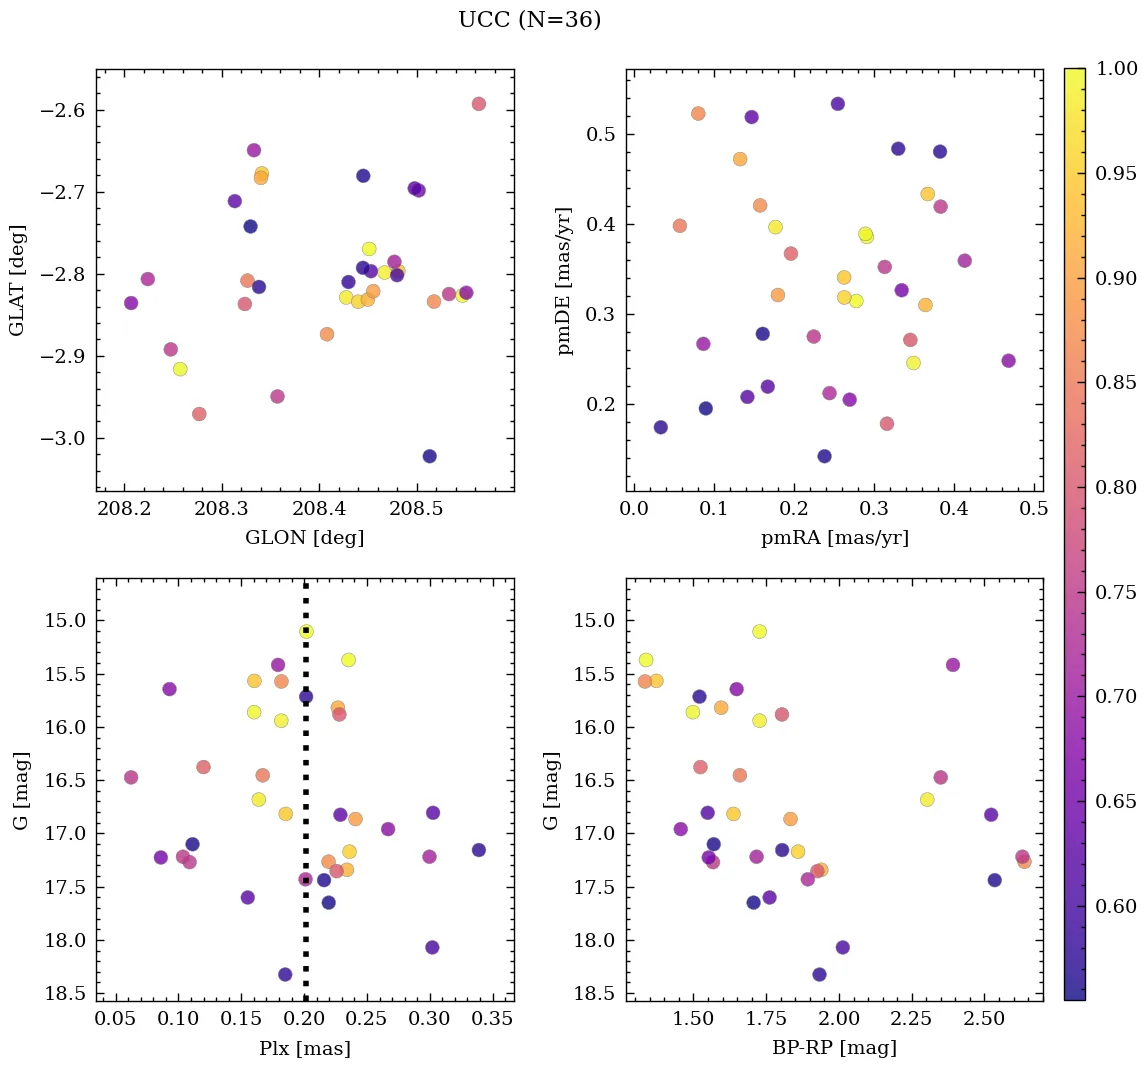 UCC (N=36)
−2.6
−2.7
−2.8
−2.9
−3.0
GLAT [deg]
208.2 208.3 208.4 208.5
GLON [deg]
0.5
0.4
0.3
0.2
pmDE [mas/yr]
0.0 0.1 0.2 0.3 0.4 0.5
pmRA [mas/yr]
15.0
15.5
16.0
16.5
17.0
17.5
18.0
18.5
G [mag]
0.05 0.10 0.15 0.20 0.25 0.30 0.35
Plx [mas]
15.0
15.5
16.0
16.5
17.0
17.5
18.0
18.5
G [mag]
1.50 1.75 2.00 2.25 2.50
BP-RP [mag]
1.00
0.95
0.90
0.85
0.80
0.75
0.70
0.65
0.60